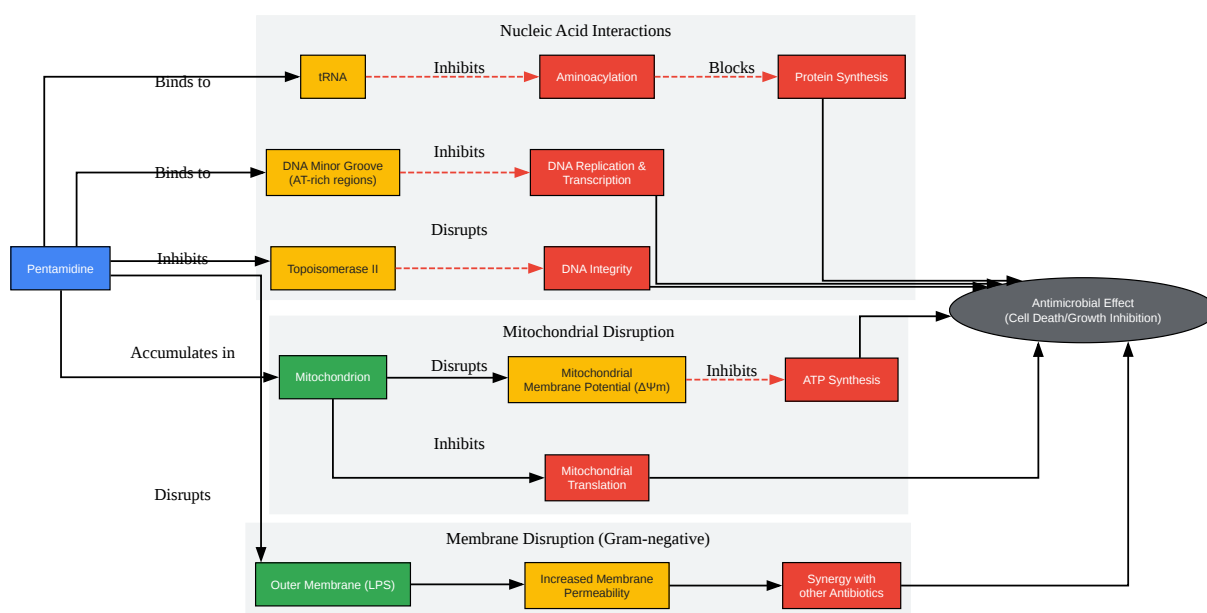 Nucleic Acid Interactions
Binds to
tRNA
Inhibits
Aminoacylation
Blocks
Protein Synthesis
Binds to
DNA Minor Groove
(AT-rich regions)
Inhibits
DNA Replication &
Transcription
Pentamidine
Inhibits
Topoisomerase II
Disrupts
DNA Integrity
Antimicrobial Effect
(Cell Death/Growth Inhibition)
Mitochondrial Disruption
Accumulates in
Mitochondrion
Disrupts
Mitochondrial
Membrane Potential (ΔΨm)
Inhibits
ATP Synthesis
Inhibits
Mitochondrial
Translation
Disrupts
Membrane Disruption (Gram-negative)
Outer Membrane (LPS)
Increased Membrane
Permeability
Synergy with
other Antibiotics